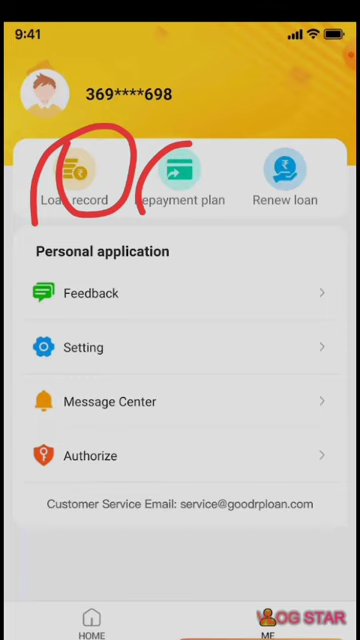 9:41
369****698
Loan record
Repayment plan
Renew loan
Personal application
Feedback
Setting
Message Center
Authorize
Customer Service Email: service@goodrploan.com
HOME
ME
VLOG STAR